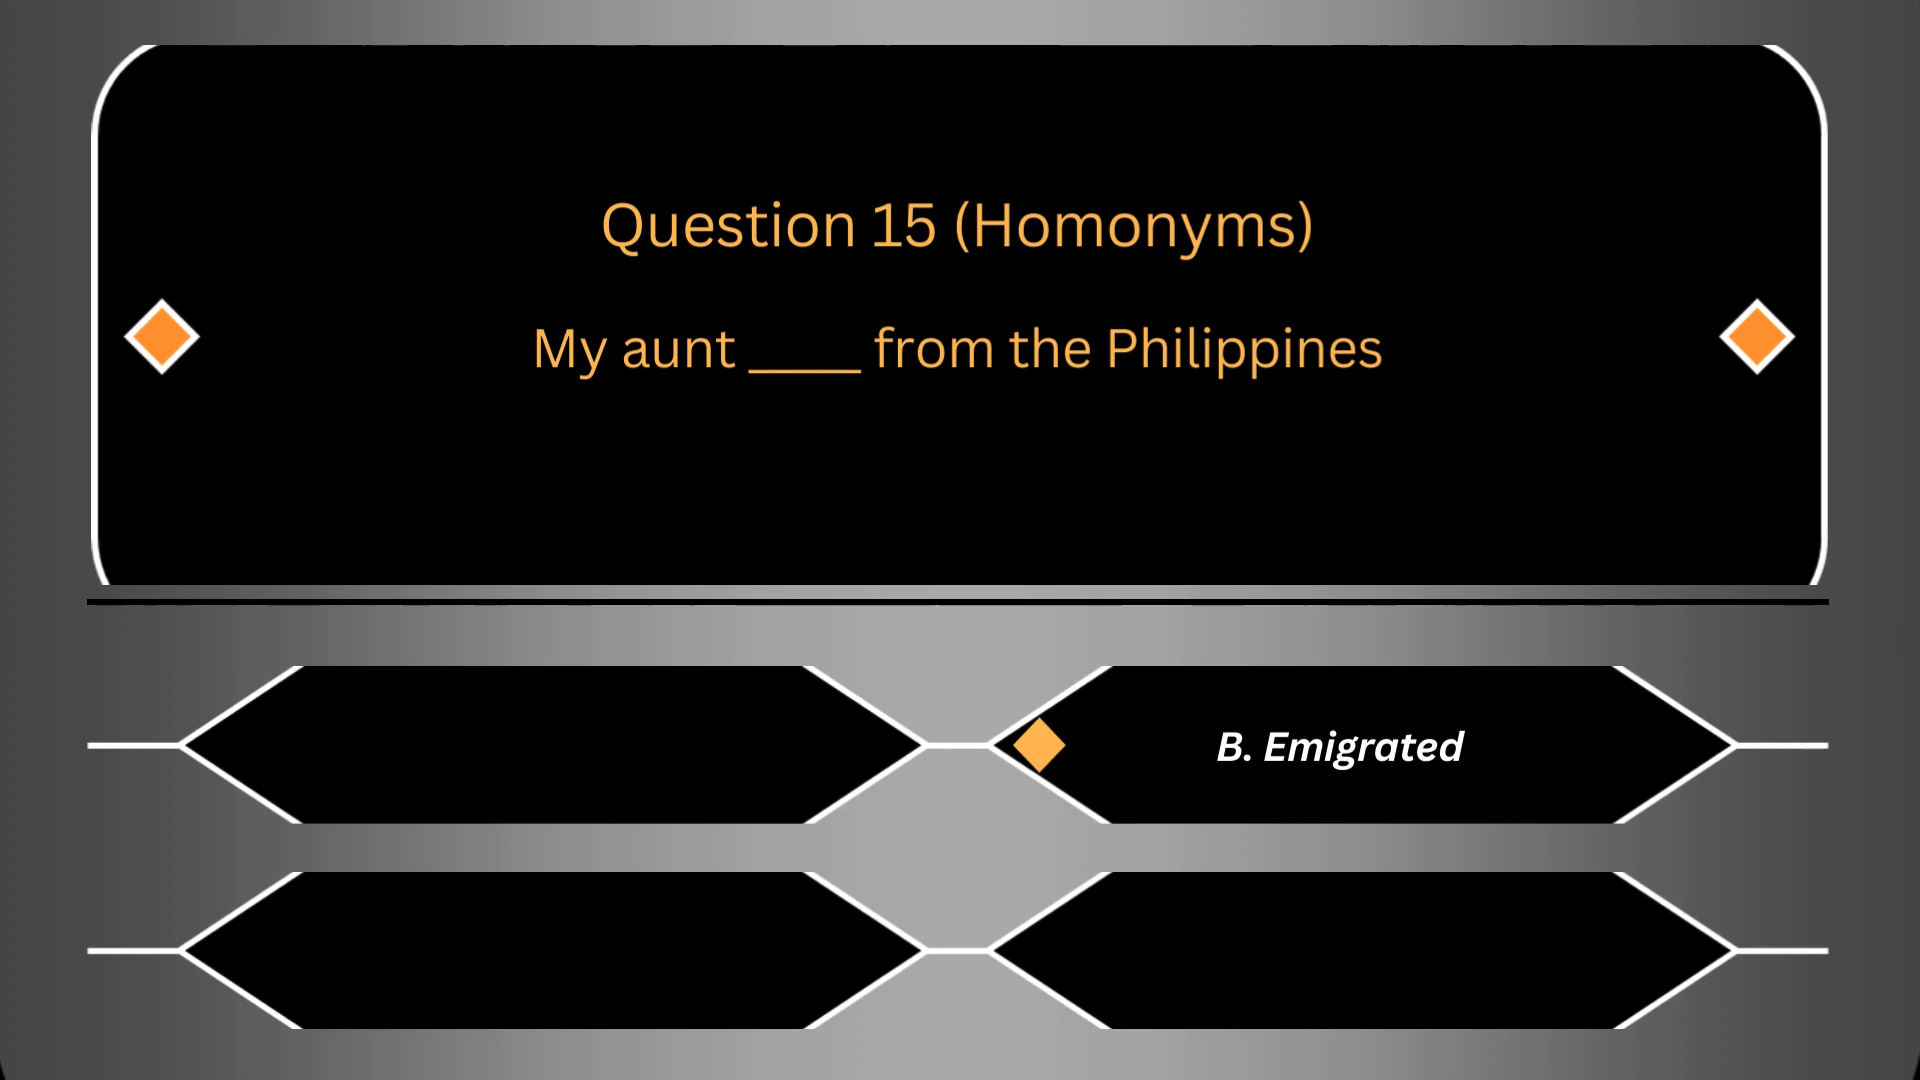 Question 15 (Homonyms)
My aunt ____ from the Philippines
B. Emigrated